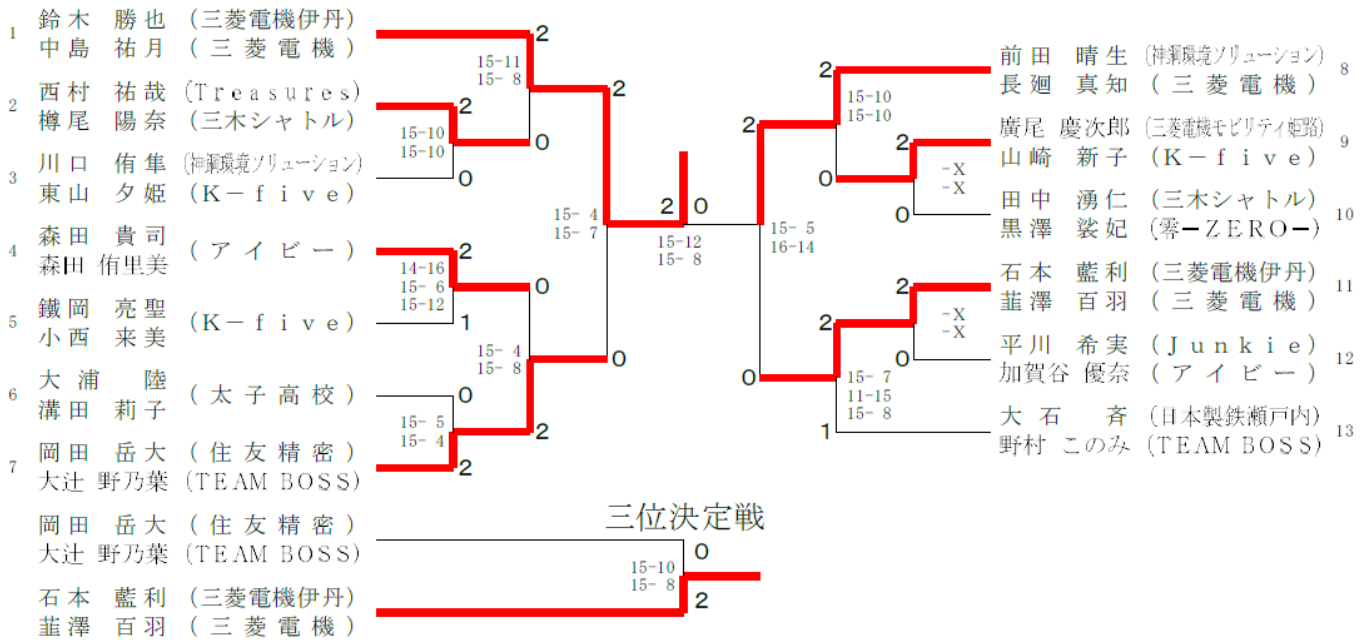 1
鈴木 勝也 (三菱電機伊丹)
中島 祐月 (三菱電機)
2
西村 祐哉 (Treasures)
樽尾 陽奈 (三木シャトル)
3
川口 侑隼 (神鋼環境ソリューション)
東山 夕姫 (K-five)
4
森田 貴司
森田 侑里美
(アイビー)
5
鐵岡 亮聖
小西 来美
(K-five)
6
大浦 陸
溝田 莉子
(太子高校)
7
岡田 岳大 (住友精密)
大辻 野乃葉 (TEAM BOSS)
2
15-11
15- 8
2
2
15-10
15-10
0
0
15- 4
15- 7
2
14-16
15- 6
15-12
0
1
15- 4
15- 8
0
0
15- 5
15- 4
2
2
2 0
15-12
15- 8
前田 晴生 (神鋼環境ソリューション)
長廻 真知 (三菱電機)
8
廣尾 慶次郎 (三菱電機モビリティ姫路)
山崎 新子 (K-five)
9
田中 湧仁 (三木シャトル)
黒澤 裟妃 (零-ZERO-)
10
石本 藍利 (三菱電機伊丹)
韮澤 百羽 (三菱電機)
11
平川 希実 (Junkie)
加賀谷 優奈 (アイビー)
12
大石 斉 (日本製鉄瀬戸内)
野村 このみ (TEAM BOSS)
13
2
15-10
15-10
2
2
-X
-X
0
0
15- 5
16-14
2
2
-X
-X
0
0
15- 7
11-15
15- 8
1
三位決定戦
岡田 岳大 (住友精密)
大辻 野乃葉 (TEAM BOSS)
0
15-10
15- 8
2
石本 藍利 (三菱電機伊丹)
韮澤 百羽 (三菱電機)